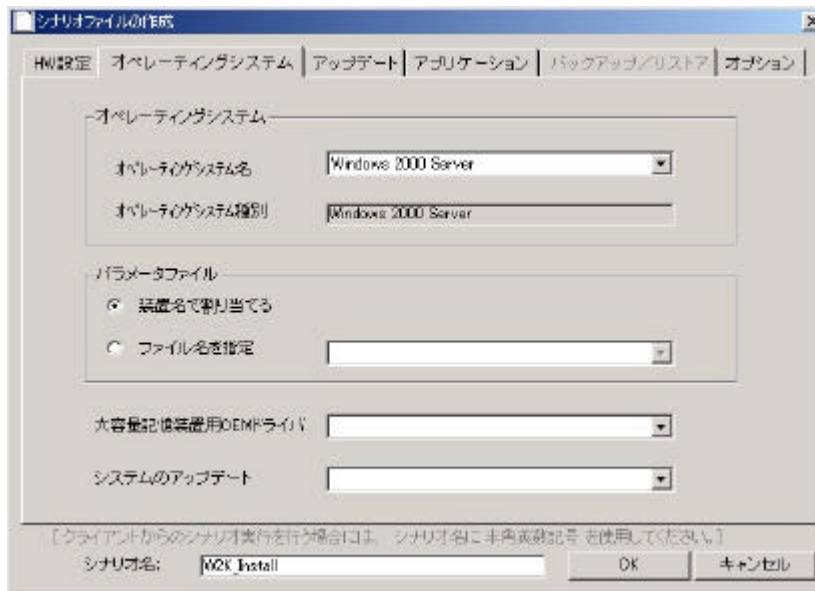 シナリオファイルの作成
HW設定 オペレーティングシステム アップデート アプリケーション バックアップ／リストア オプション
オペレーティングシステム
オペレーティングシステム名 Windows 2000 Server
オペレーティングシステム種別 Windows 2000 Server
パラメータファイル
装置名で割り当てる
ファイル名を指定
大容量記憶装置用OEMドライバ
システムのアップデート
[ クライアントからのシナリオ実行を行う場合には、シナリオ名に 半角英数記号 を使用してください。]
シナリオ名: W2K_Install OK キャンセル